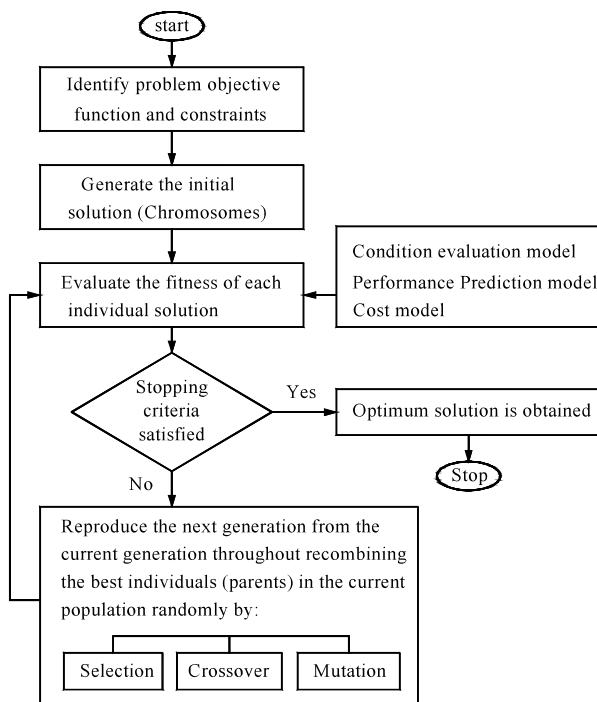 start
Identify problem objective
function and constraints
Generate the initial
solution (Chromosomes)
Evaluate the fitness of each
individual solution
Condition evaluation model
Performance Prediction model
Cost model
Stopping
criteria
satisfied
Yes
Optimum solution is obtained
Stop
No
Reproduce the next generation from the
current generation throughout recombining
the best individuals (parents) in the current
population randomly by:
Selection
Crossover
Mutation